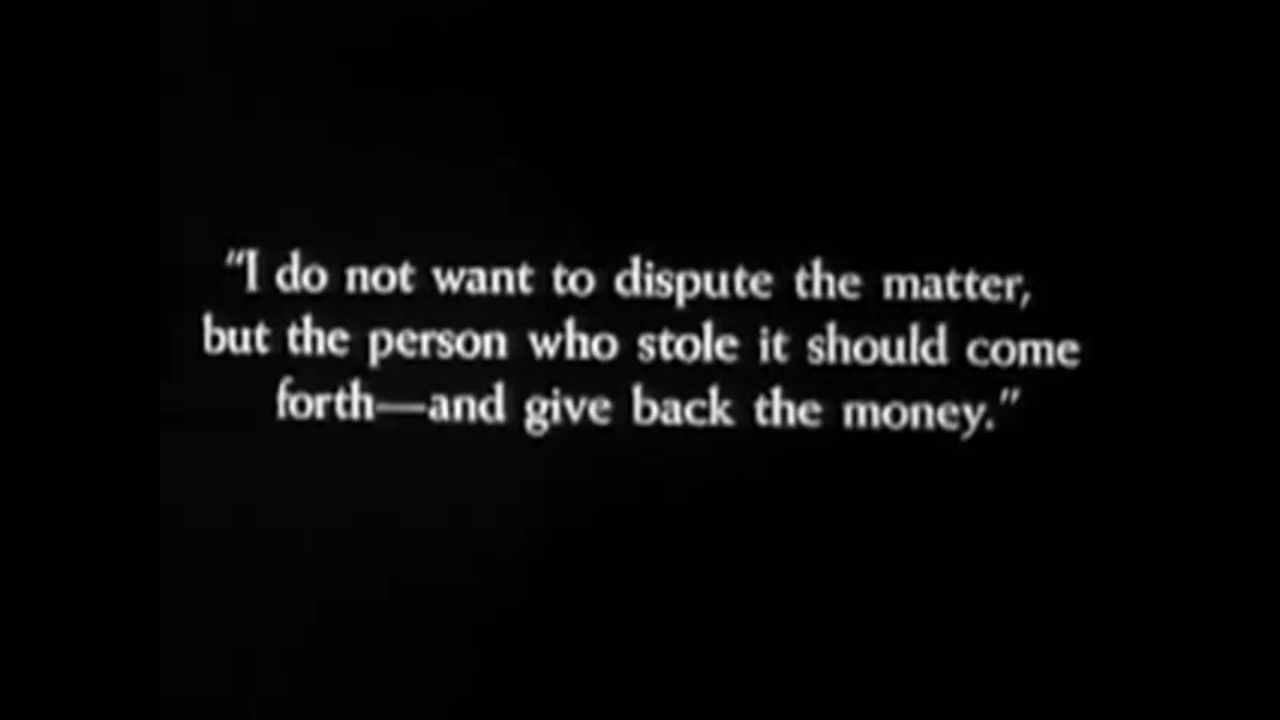 “I do not want to dispute the matter,
but the person who stole it should come
forth—and give back the money.”